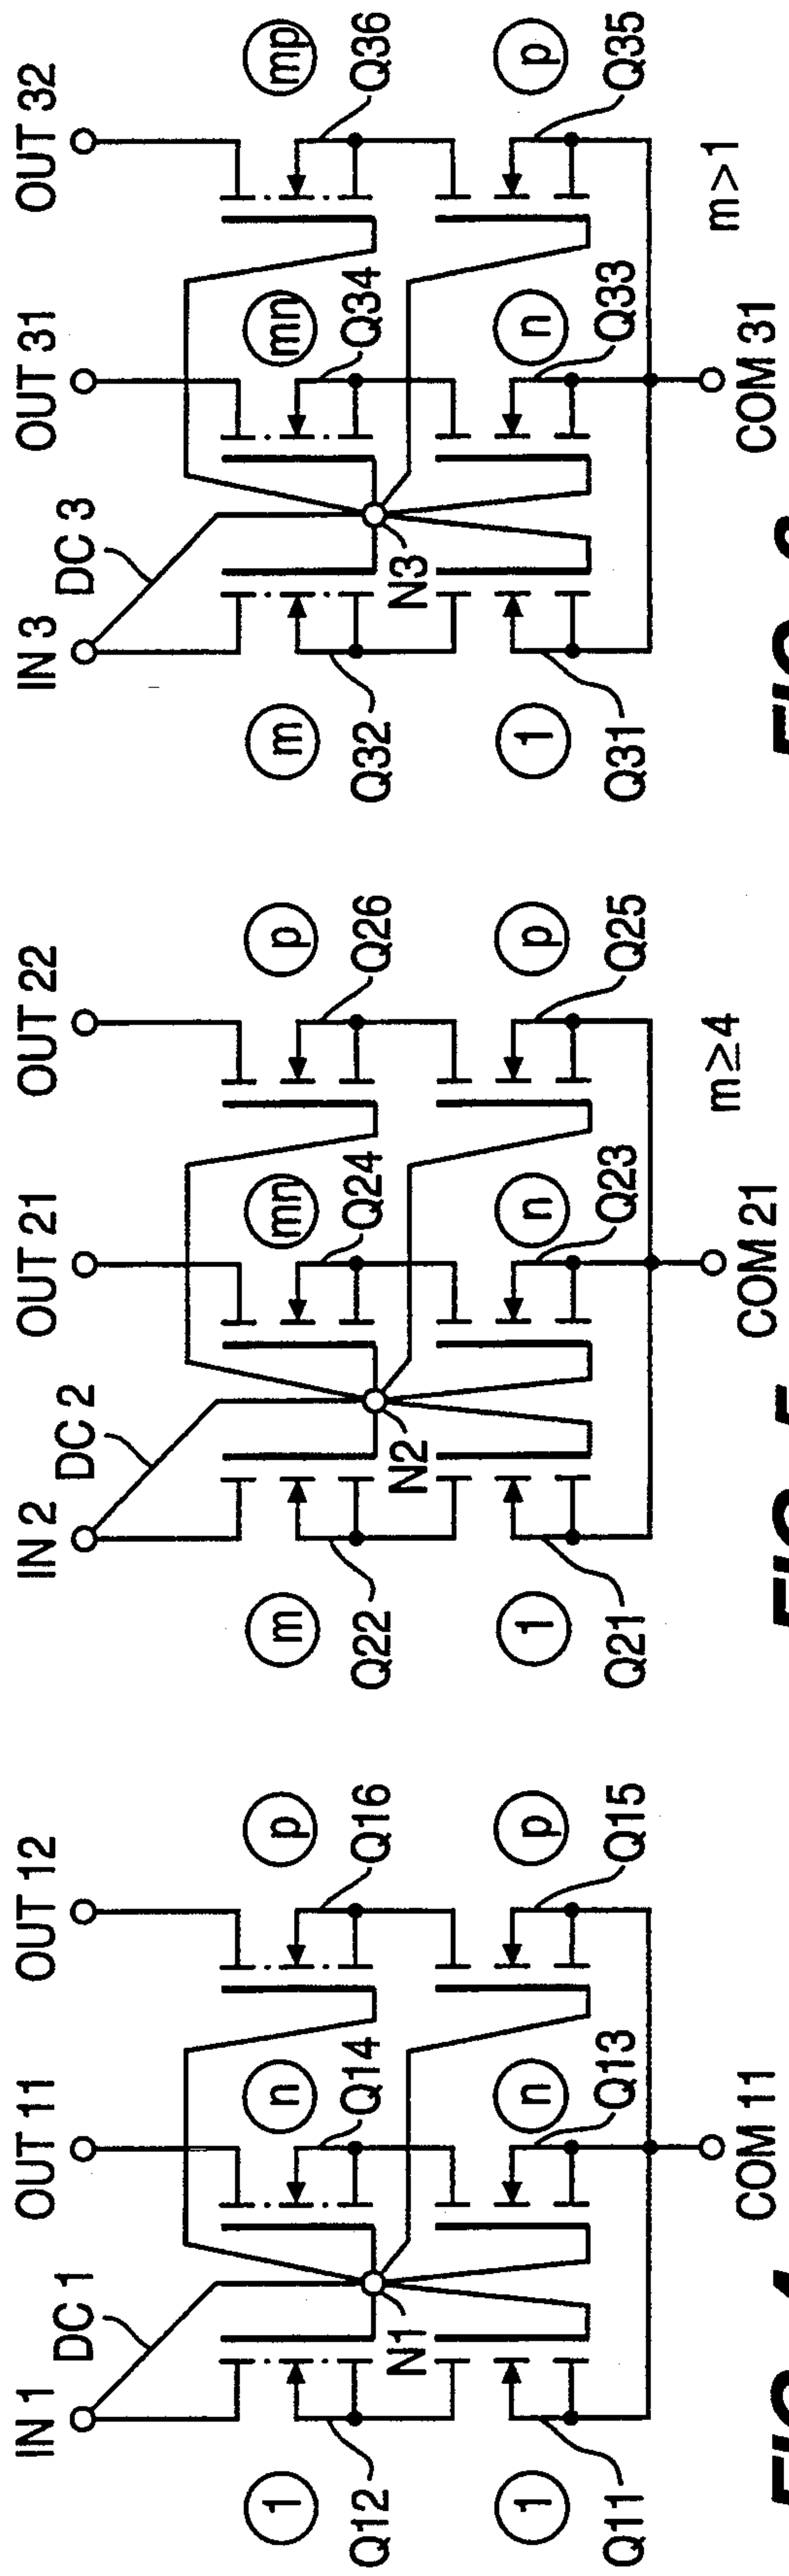 IN 1
DC 1
OUT 11
OUT 12
1
Q12
N1
n
Q14
p
Q16
1
Q11
n
Q13
p
Q15
COM 11
IN 2
DC 2
OUT 21
OUT 22
m
Q22
N2
mn
Q24
p
Q26
1
Q21
n
Q23
p
Q25
COM 21
m≥4
IN 3
DC 3
OUT 31
OUT 32
m
Q32
N3
mn
Q34
mp
Q36
1
Q31
n
Q33
p
Q35
COM 31
m>1